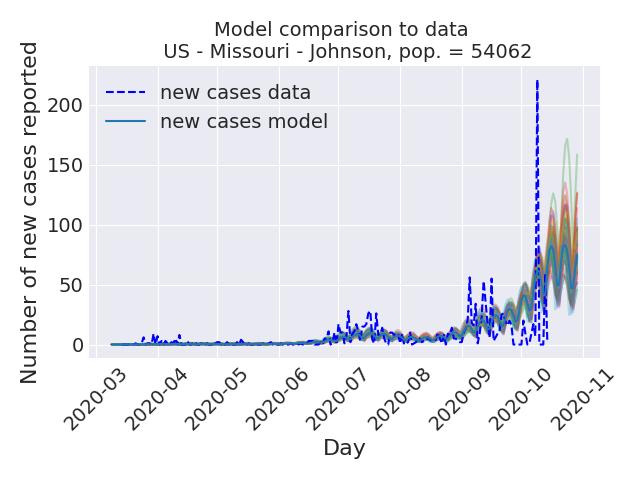 Model comparison to data
US - Missouri - Johnson, pop. = 54062
Number of new cases reported
200
150
100
50
0
new cases data
new cases model
2020-03
2020-04
2020-05
2020-06
2020-07
2020-08
2020-09
2020-10
2020-11
Day